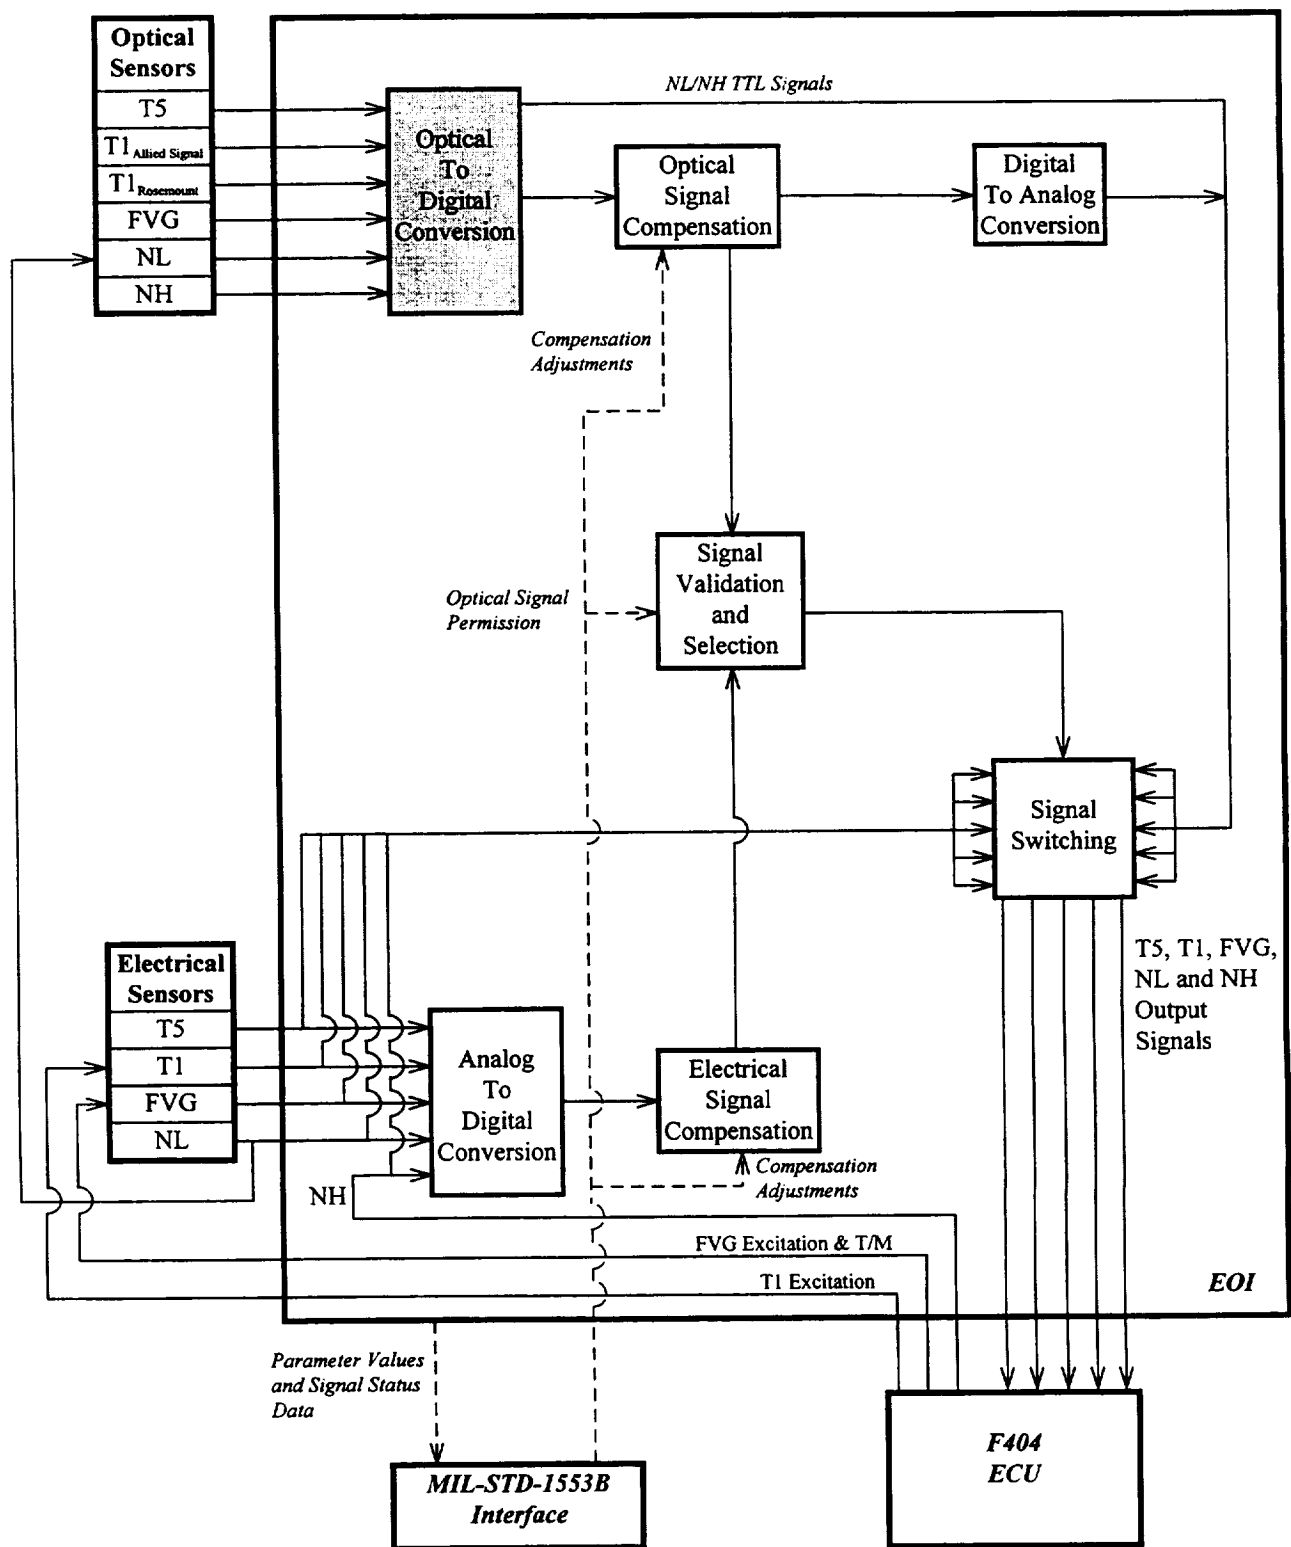 Optical
Sensors
T5
T1 Allied Signal
T1 Rosemount
FVG
NL
NH
Optical
To
Digital
Conversion
NL/NH TTL Signals
Optical
Signal
Compensation
Digital
To Analog
Conversion
Compensation
Adjustments
Signal
Validation
and
Selection
Optical Signal
Permission
Signal
Switching
T5, T1, FVG,
NL and NH
Output
Signals
Electrical
Sensors
T5
T1
FVG
NL
Analog
To
Digital
Conversion
Electrical
Signal
Compensation
Compensation
Adjustments
NH
FVG Excitation & T/M
T1 Excitation
EOI
Parameter Values
and Signal Status
Data
MIL-STD-1553B
Interface
F404
ECU